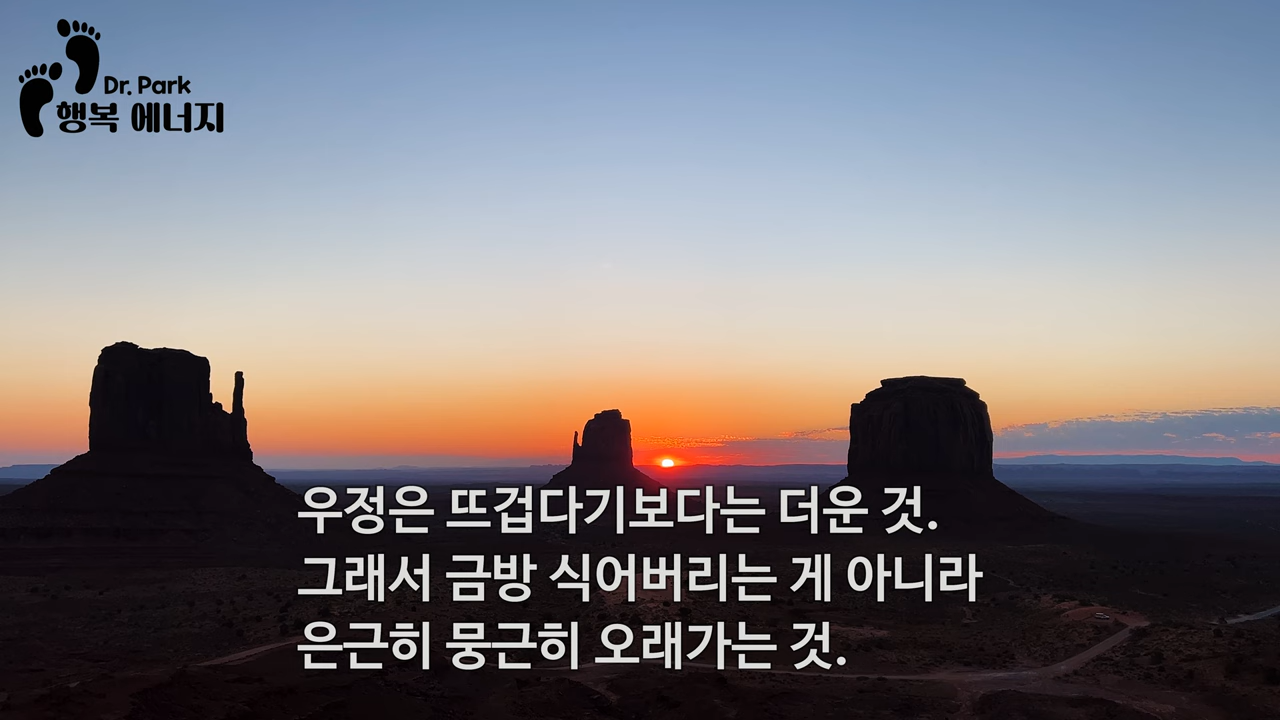 Dr. Park
행복 에너지
우정은 뜨겁다기보다는 더운 것.
그래서 금방 식어버리는 게 아니라
은근히 뭉근히 오래가는 것.